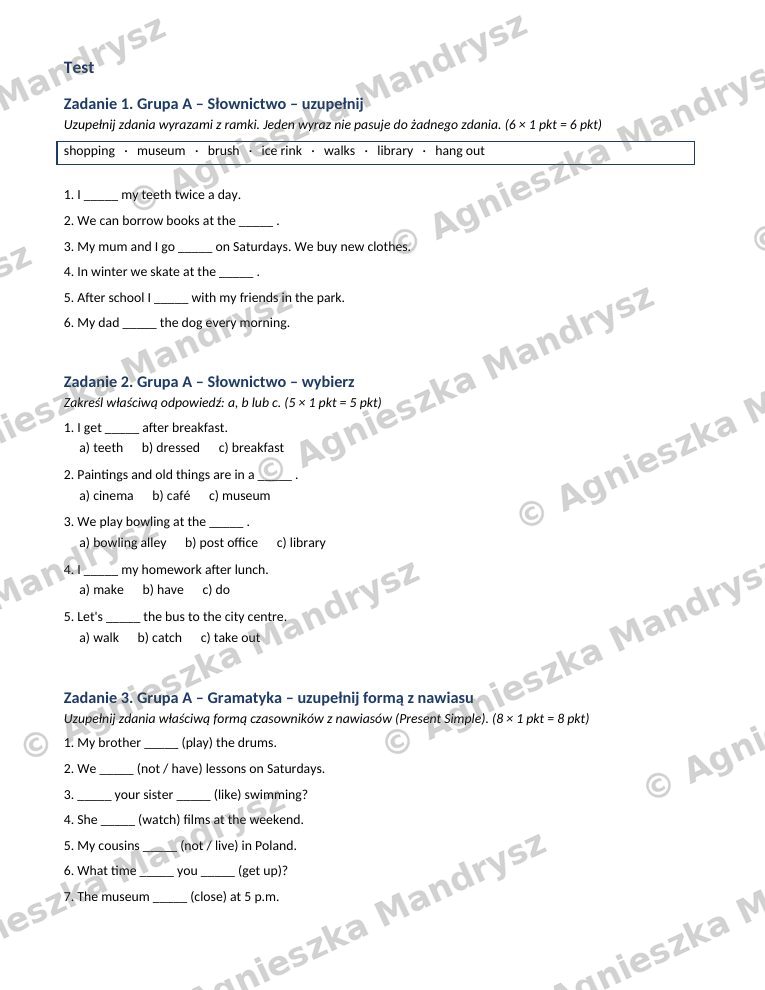 Test
Zadanie 1. Grupa A – Słownictwo – uzupełnij
Uzupełnij zdania wyrazami z ramki. Jeden wyraz nie pasuje do żadnego zdania. (6 × 1 pkt = 6 pkt)
shopping · museum · brush · ice rink · walks · library · hang out
1. I _____ my teeth twice a day.
2. We can borrow books at the _____ .
3. My mum and I go _____ on Saturdays. We buy new clothes.
4. In winter we skate at the _____ .
5. After school I _____ with my friends in the park.
6. My dad _____ the dog every morning.
Zadanie 2. Grupa A – Słownictwo – wybierz
Zakreśl właściwą odpowiedź: a, b lub c. (5 × 1 pkt = 5 pkt)
1. I get _____ after breakfast.
a) teeth b) dressed c) breakfast
2. Paintings and old things are in a _____ .
a) cinema b) café c) museum
3. We play bowling at the _____ .
a) bowling alley b) post office c) library
4. I _____ my homework after lunch.
a) make b) have c) do
5. Let's _____ the bus to the city centre.
a) walk b) catch c) take out
Zadanie 3. Grupa A – Gramatyka – uzupełnij formą z nawiasu
Uzupełnij zdania właściwą formą czasowników z nawiasów (Present Simple). (8 × 1 pkt = 8 pkt)
1. My brother _____ (play) the drums.
2. We _____ (not / have) lessons on Saturdays.
3. _____ your sister _____ (like) swimming?
4. She _____ (watch) films at the weekend.
5. My cousins _____ (not / live) in Poland.
6. What time _____ you _____ (get up)?
7. The museum _____ (close) at 5 p.m.
© Agnieszka Mandrysz